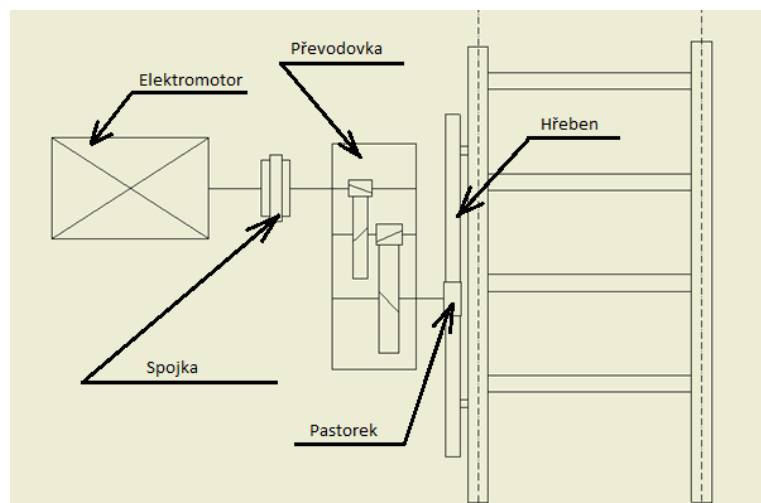 Převodovka
Elektromotor
Hřeben
Spojka
Pastorek